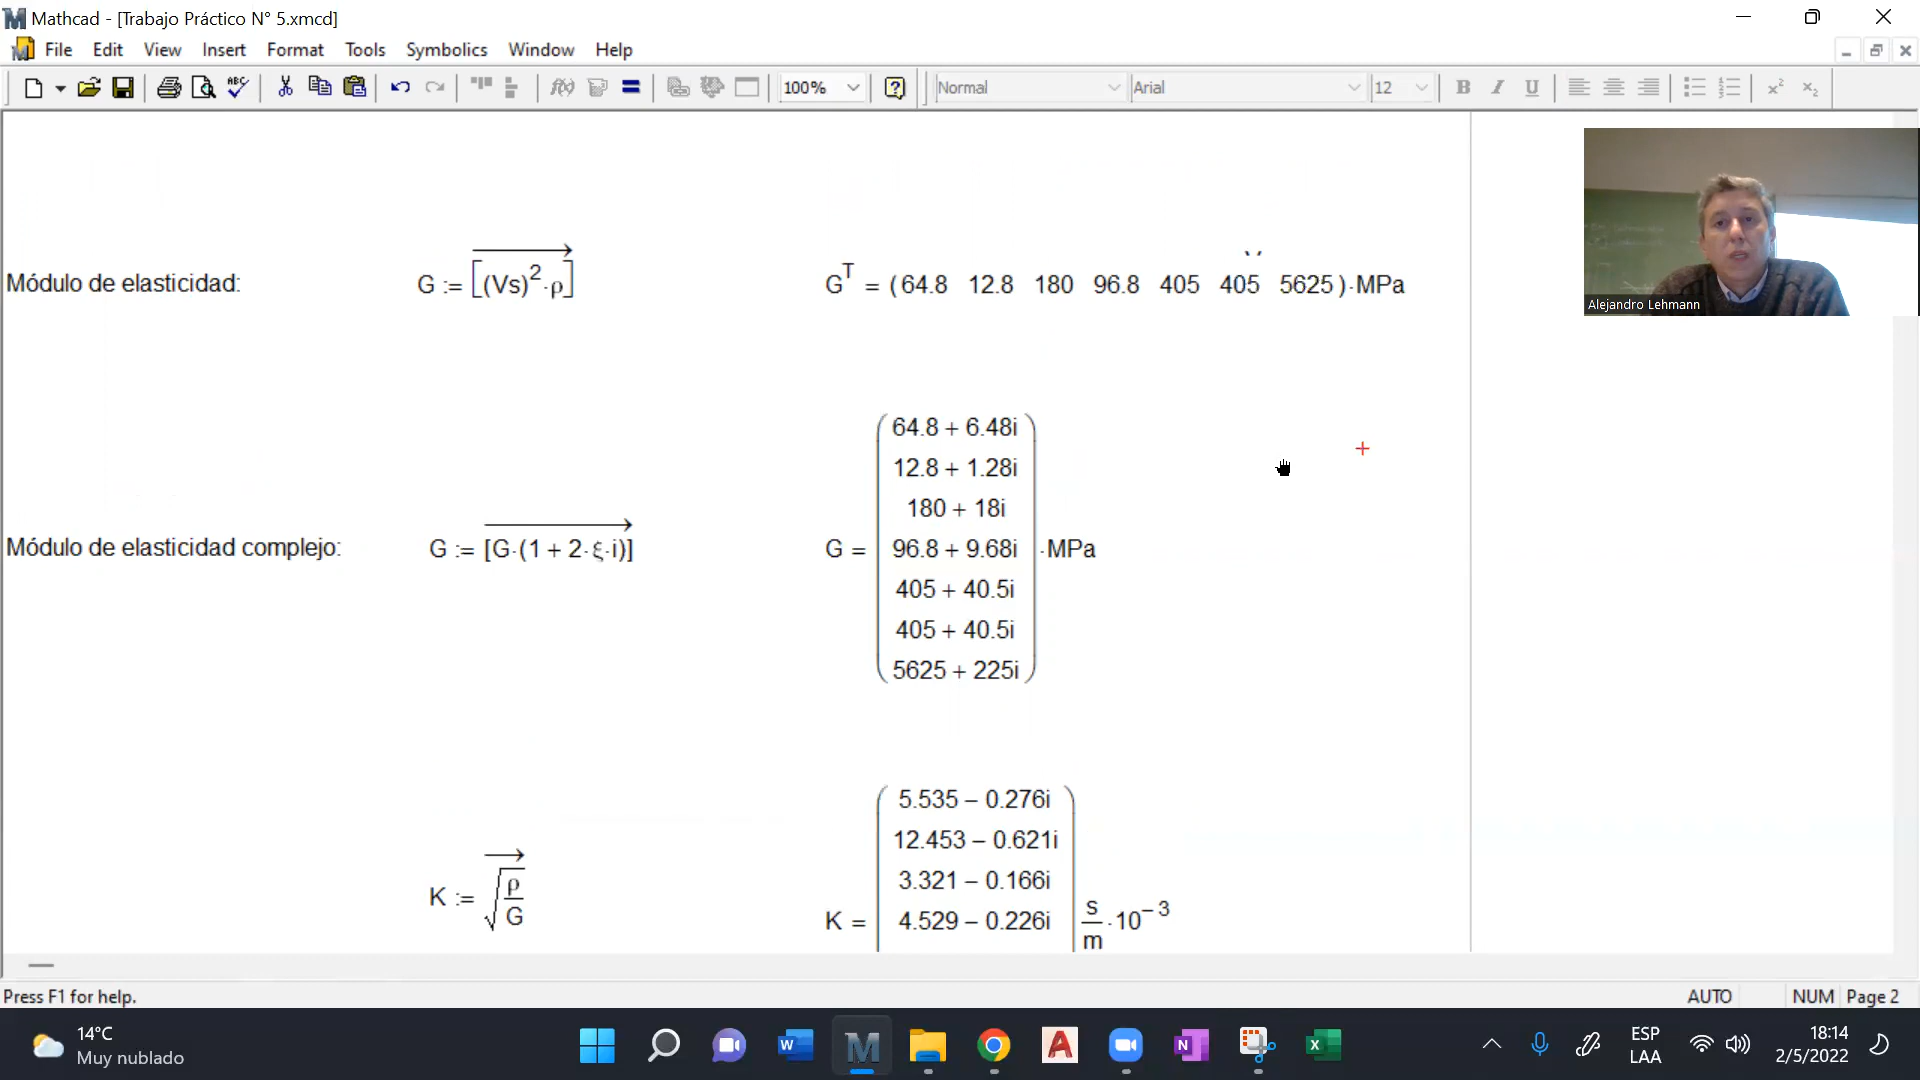 Mathcad - [Trabajo Práctico N° 5.xmcd]
File Edit View Insert Format Tools Symbolics Window Help
100% Normal Arial 12 B I U
Alejandro Lehmann
Módulo de elasticidad: G := [(Vs)²·ρ] Gᵀ = (64.8 12.8 180 96.8 405 405 5625)·MPa
64.8 + 6.48i
12.8 + 1.28i
180 + 18i
Módulo de elasticidad complejo: G := [G·(1 + 2·ξ·i)] G = 96.8 + 9.68i ·MPa
405 + 40.5i
405 + 40.5i
5625 + 225i
5.535 – 0.276i
12.453 – 0.621i
3.321 – 0.166i
K := √(ρ/G) K = 4.529 – 0.226i s/m·10⁻³
Press F1 for help. AUTO NUM Page 2
14°C
Muy nublado
ESP
LAA
18:14
2/5/2022